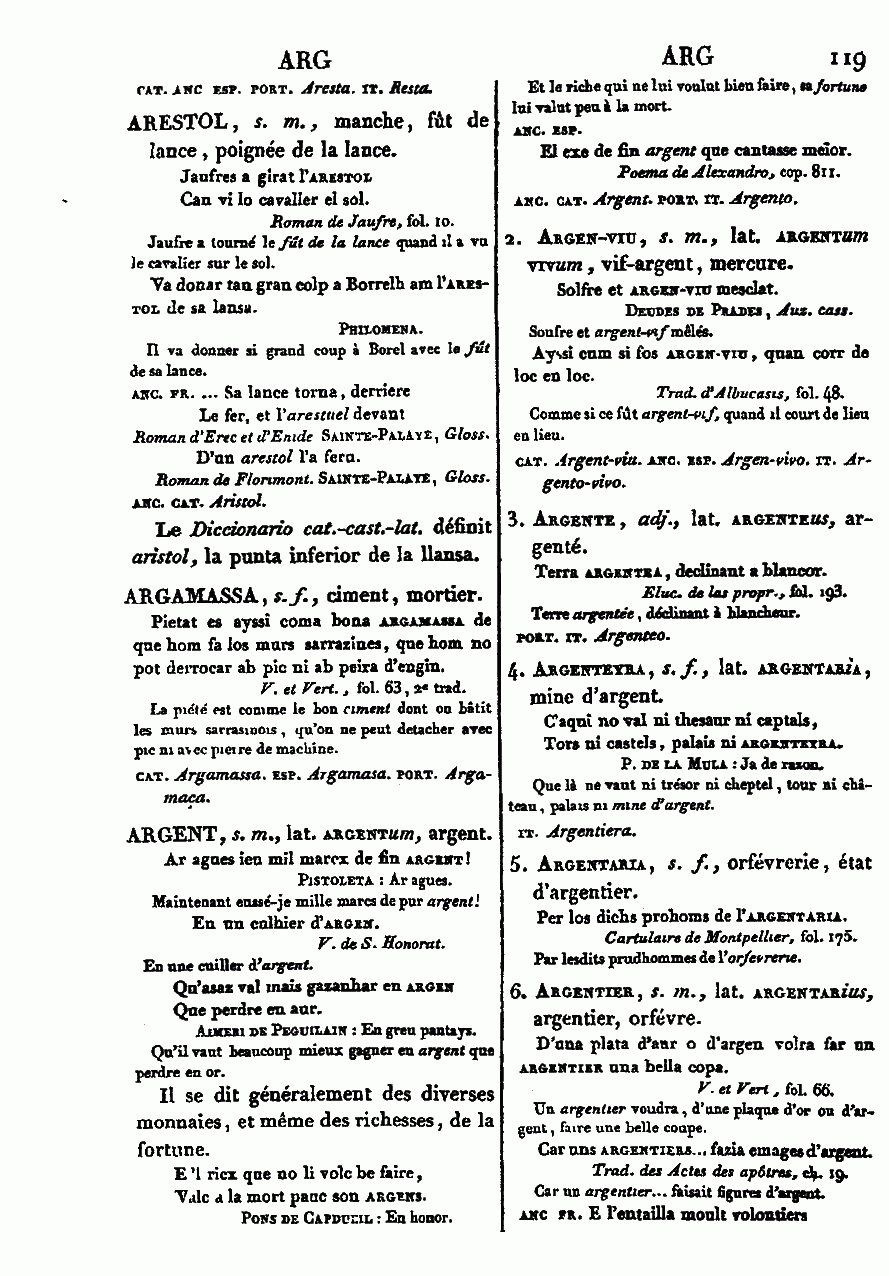 ARG
ARG 119
CAT. ANC ESP. PORT. Aresta. IT. Resta.
ARESTOL, s. m., manche, fût de
lance, poignée de la lance.
Jaufres a girat l'ARESTOL
Can vi lo cavallier el sol.
Roman de Jaufre, fol. 10.
Jaufre a tourné le fût de la lance quand il a vu
le cavalier sur le sol.
Va donar tan gran colp a Borrelh am l'ARES-
TOL de sa lansa.
PHILOMENA.
Il va donner si grand coup à Borel avec le fût
de sa lance.
ANC. FR. ... Sa lance torna, derriere
Le fer, et l'arestuel devant
Roman d'Erec et d'Enide SAINTE-PALAYE, Gloss.
D'un arestol l'a feru.
Roman de Florimont. SAINTE-PALAYE, Gloss.
ANC. CAT. Aristol.
Le Diccionario cat.-cast.-lat. définit
aristol, la punta inferior de la llansa.
ARGAMASSA, s. f., ciment, mortier.
Pietat es ayssi coma bona ARGAMASSA de
que hom fa los murs sarrazines, que hom no
pot derrocar ab pic ni ab peira d'engin.
V. et Vert., fol. 63, 2e trad.
La piété est comme le bon ciment dont on bâtit
les murs sarrasinois, qu'on ne peut detacher avec
pic ni avec pierre de machine.
CAT. Argamassa. ESP. Argamasa. PORT. Arga-
maça.
ARGENT, s. m., lat. ARGENTum, argent.
Ar agues ieu mil marcx de fin ARGENT!
PISTOLETA : Ar agues.
Maintenant eussé-je mille marcs de pur argent!
En un culhier d'ARGEN.
V. de S. Honorat.
En une cuiller d'argent.
Qu'asaz val mais gazanhar en ARGEN
Que perdre en aur.
AIMERI DE PEGUILAIN : En greu pantays.
Qu'il vaut beaucoup mieux gagner en argent que
perdre en or.
Il se dit généralement des diverses
monnaies, et même des richesses, de la
fortune.
E 'l ricx que no li volc be faire,
Valc a la mort pauc son ARGENS.
PONS DE CAPDUEIL : En honor.
Et le riche qui ne lui voulut bien faire, sa fortune
lui valut peu à la mort.
ANC. ESP.
El exe de fin argent que cantasse meior.
Poema de Alexandro, cop. 811.
ANC. CAT. Argent. PORT. IT. Argento.
2. ARGEN-VIU, s. m., lat. ARGENTum
vivum, vif-argent, mercure.
Solfre et ARGEN-VIU mesclat.
DEUDES DE PRADES, Auz. cass.
Soufre et argent-vif mêlés.
Ayssi cum si fos ARGEN-VIU, quan corr de
loc en loc.
Trad. d'Albucasis, fol. 48.
Comme si ce fût argent-vif, quand il court de lieu
en lieu.
CAT. Argent-viu. ANC. ESP. Argen-vivo. IT. Ar-
gento-vivo.
3. ARGENTE, adj., lat. ARGENTEus, ar-
genté.
Terra ARGENTEA, declinant a blancor.
Eluc. de las propr., fol. 193.
Terre argentée, déclinant à blancheur.
PORT. IT. Argenteo.
4. ARGENTEYRA, s. f., lat. ARGENTARIA,
mine d'argent.
C'aqui no val ni thesaur ni captals,
Tors ni castels, palais ni ARGENTEYRA.
P. DE LA MULA : Ja de razon.
Que là ne vaut ni trésor ni cheptel, tour ni châ-
teau, palais ni mine d'argent.
IT. Argentiera.
5. ARGENTARIA, s. f., orfévrerie, état
d'argentier.
Per los dichs prohoms de l'ARGENTARIA.
Cartulaire de Montpellier, fol. 175.
Par lesdits prudhommes de l'orfevrerie.
6. ARGENTIER, s. m., lat. ARGENTARius,
argentier, orfévre.
D'una plata d'aur o d'argen volra far un
ARGENTIER una bella copa.
V. et Vert, fol. 66.
Un argentier voudra, d'une plaque d'or ou d'ar-
gent, faire une belle coupe.
Car uns ARGENTIERS... fazia emages d'argent.
Trad. des Actes des apôtres, ch. 19.
Car un argentier... faisait figures d'argent.
ANC FR. E l'entailla moult volontiers